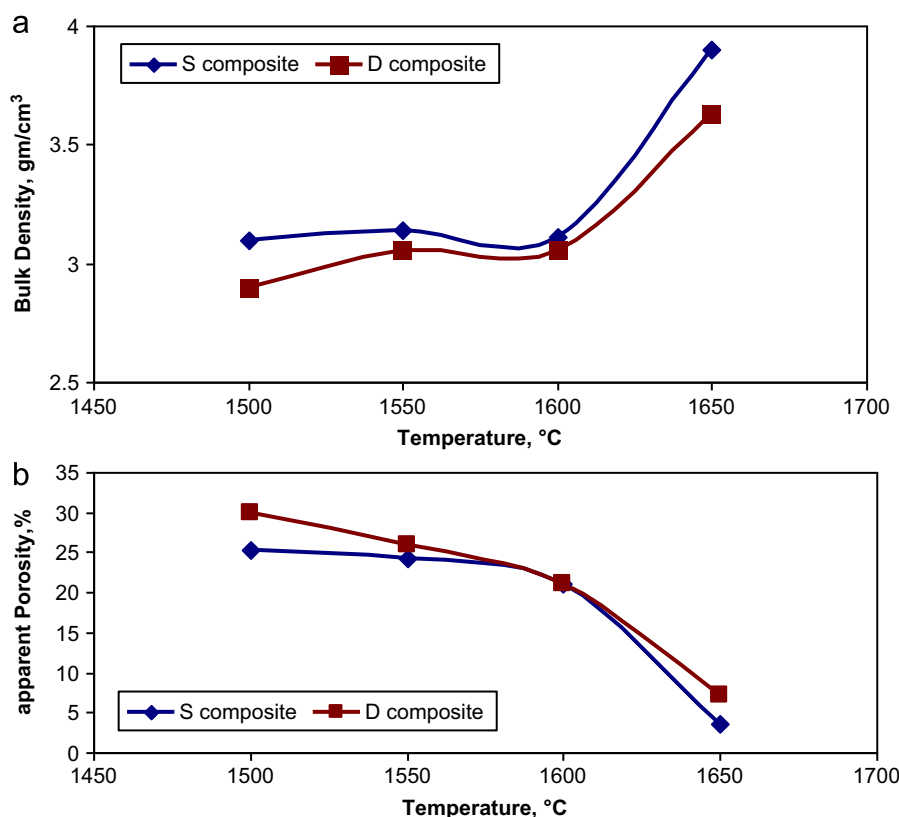 a
4
3.5
3
2.5
Bulk Density, gm/cm³
S composite D composite
1450 1500 1550 1600 1650 1700
Temperature, °C
b
35
30
25
20
15
10
5
0
apparent Porosity,%
S composite D composite
1450 1500 1550 1600 1650 1700
Temperature, °C